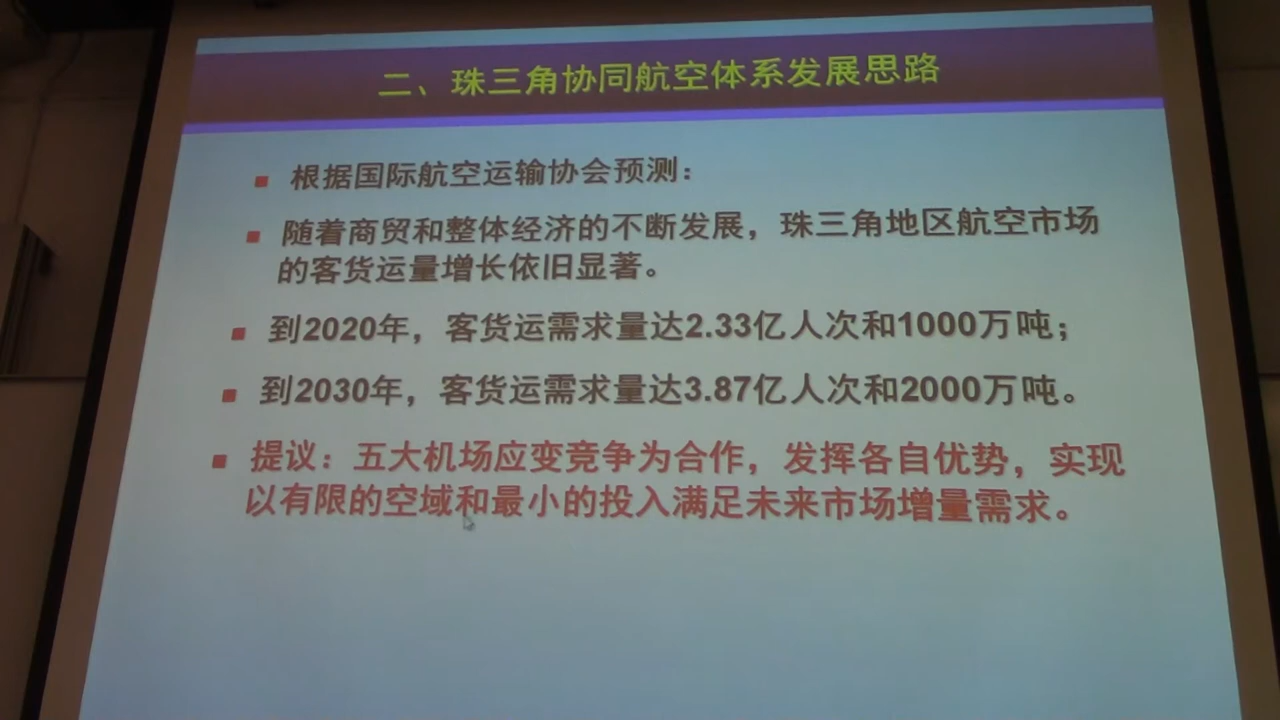 二、珠三角协同航空体系发展思路
根据国际航空运输协会预测：
随着商贸和整体经济的不断发展，珠三角地区航空市场
的客货运量增长依旧显著。
到2020年，客货运需求量达2.33亿人次和1000万吨；
到2030年，客货运需求量达3.87亿人次和2000万吨。
提议：五大机场应变竞争为合作，发挥各自优势，实现
以有限的空域和最小的投入满足未来市场增量需求。